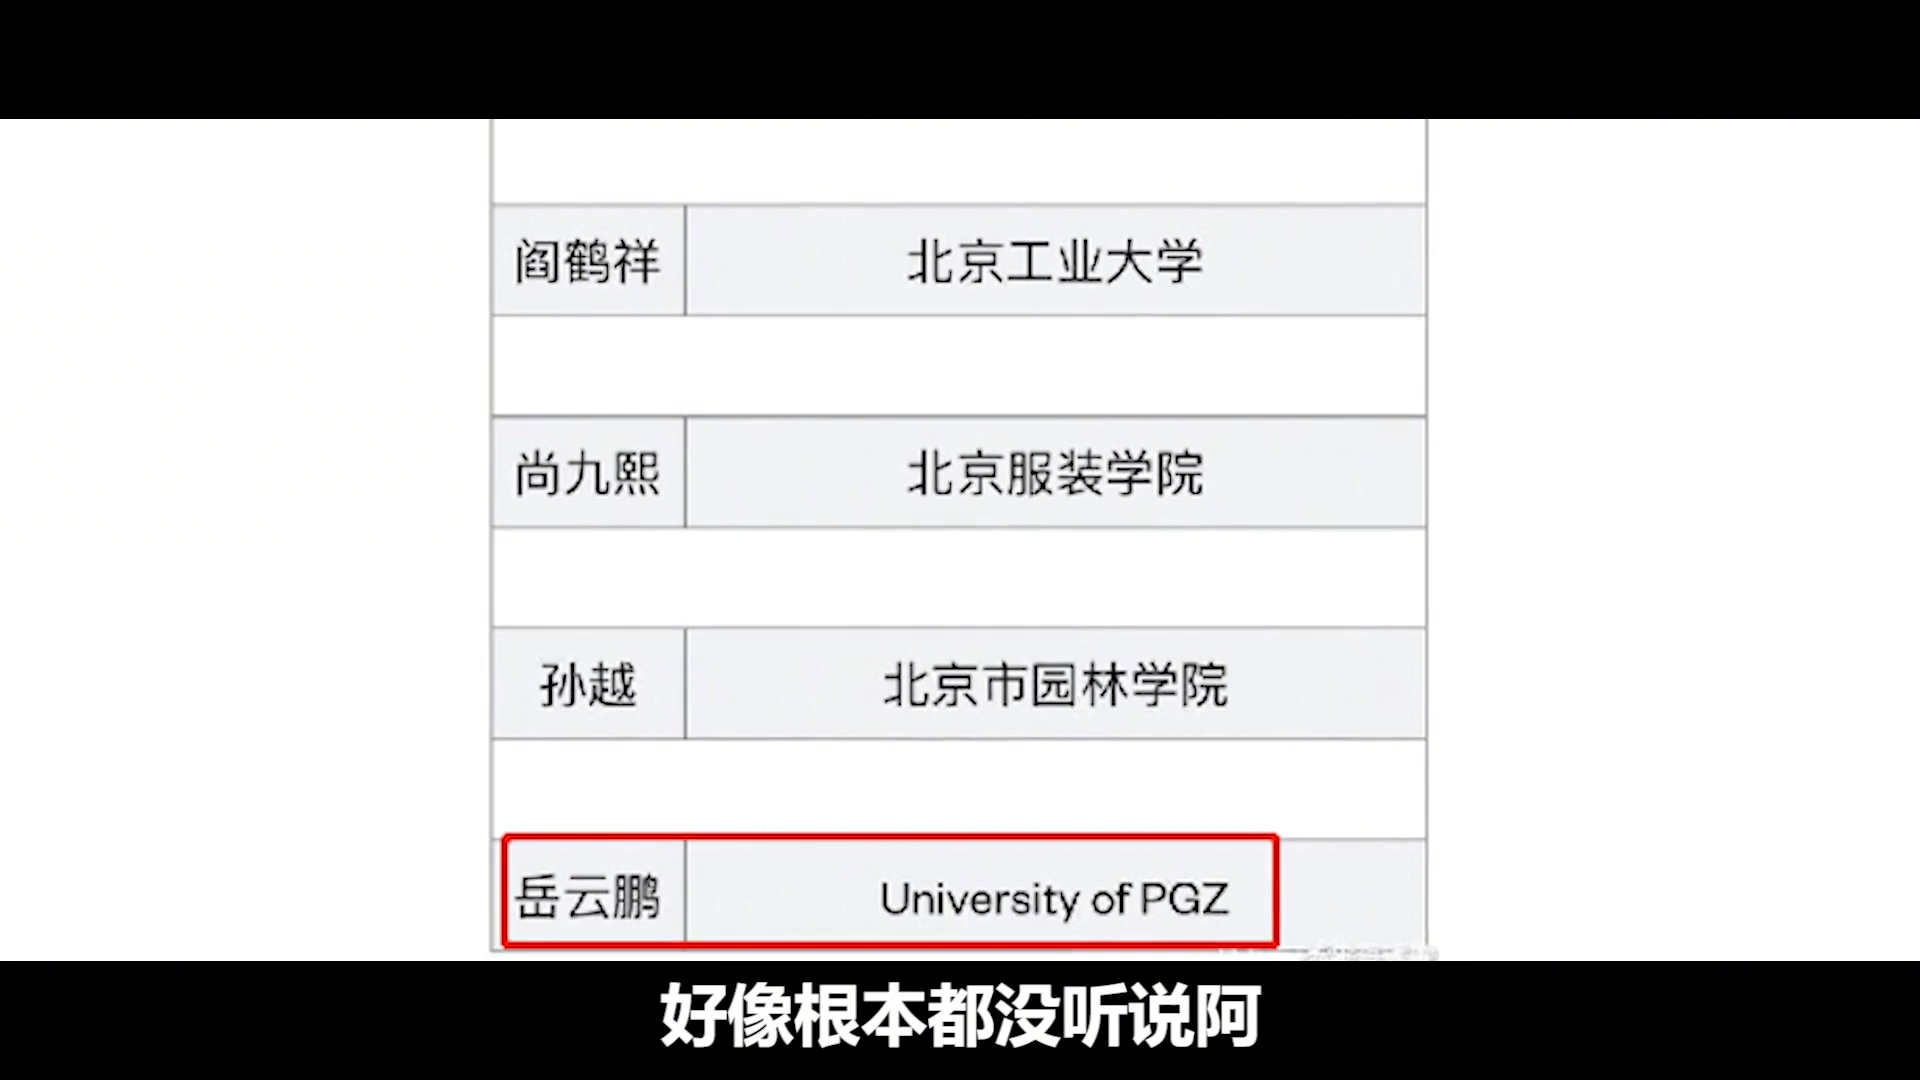 阎鹤祥 北京工业大学
尚九熙 北京服装学院
孙越 北京市园林学院
岳云鹏 University of PGZ
好像根本都没听说阿